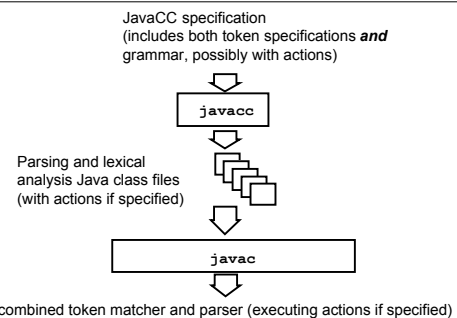 JavaCC specification
(includes both token specifications and
grammar, possibly with actions)
javacc
Parsing and lexical
analysis Java class files
(with actions if specified)
javac
combined token matcher and parser (executing actions if specified)